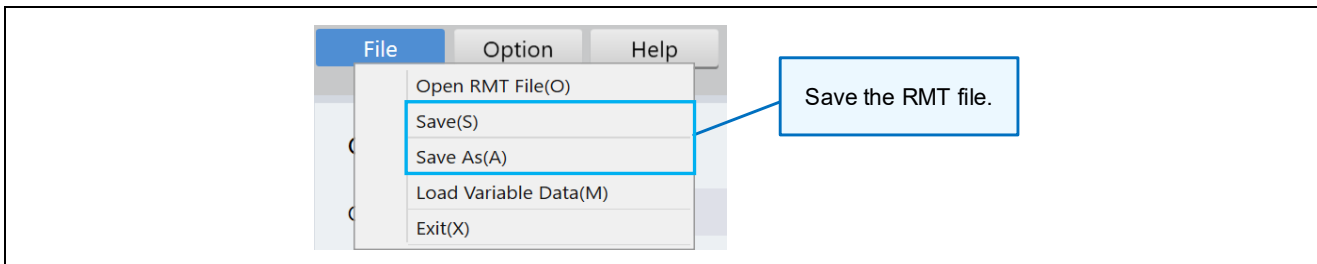 File Option Help
Open RMT File(O)
Save(S)
Save As(A)
Load Variable Data(M)
Exit(X)
Save the RMT file.